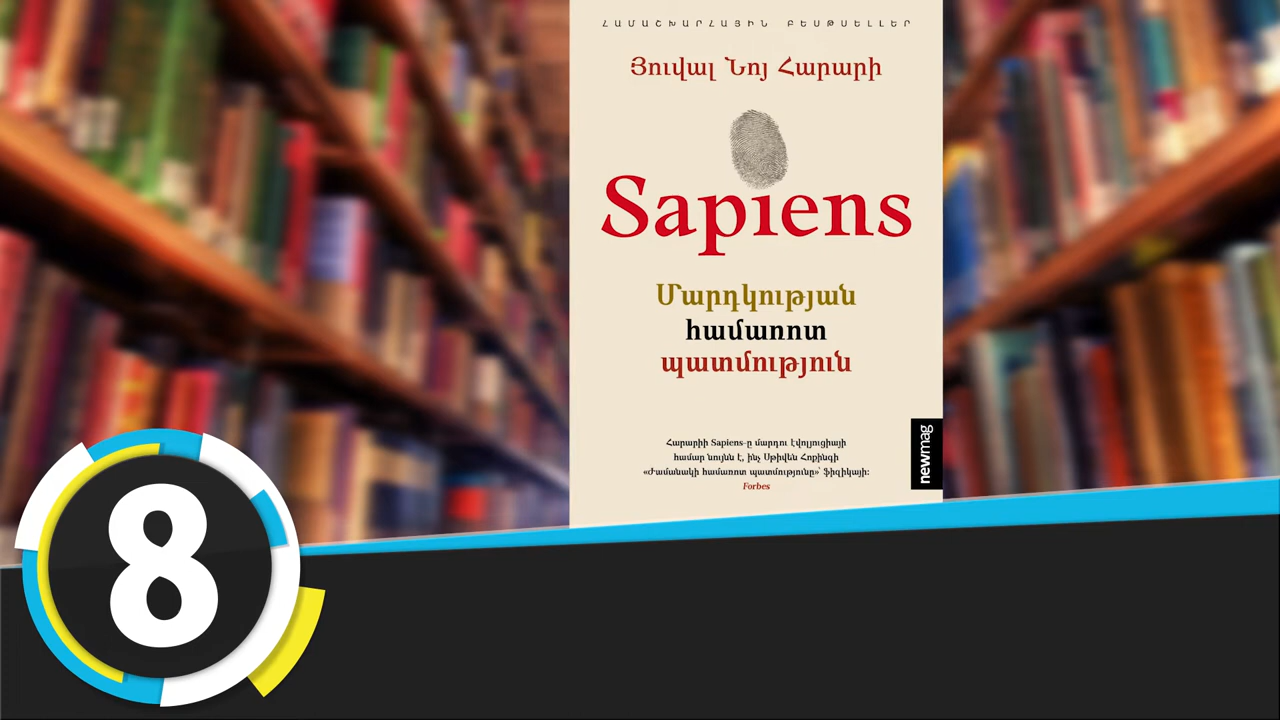 ՀԱՄԱՇԽԱՐՀԱՅԻՆ ԲԵՍԹՍԵԼԼԵՐ
Յուվալ Նոյ Հարարի
Sapiens
Մարդկության
համառոտ
պատմություն
Հարարիի Sapiens-ը մարդու էվոլյուցիայի
համար նույնն է, ինչ Սթիվեն Հոքինգի
«Ժամանակի համառոտ պատմությունը»՝ ֆիզիկայի:
Forbes
newmag
8